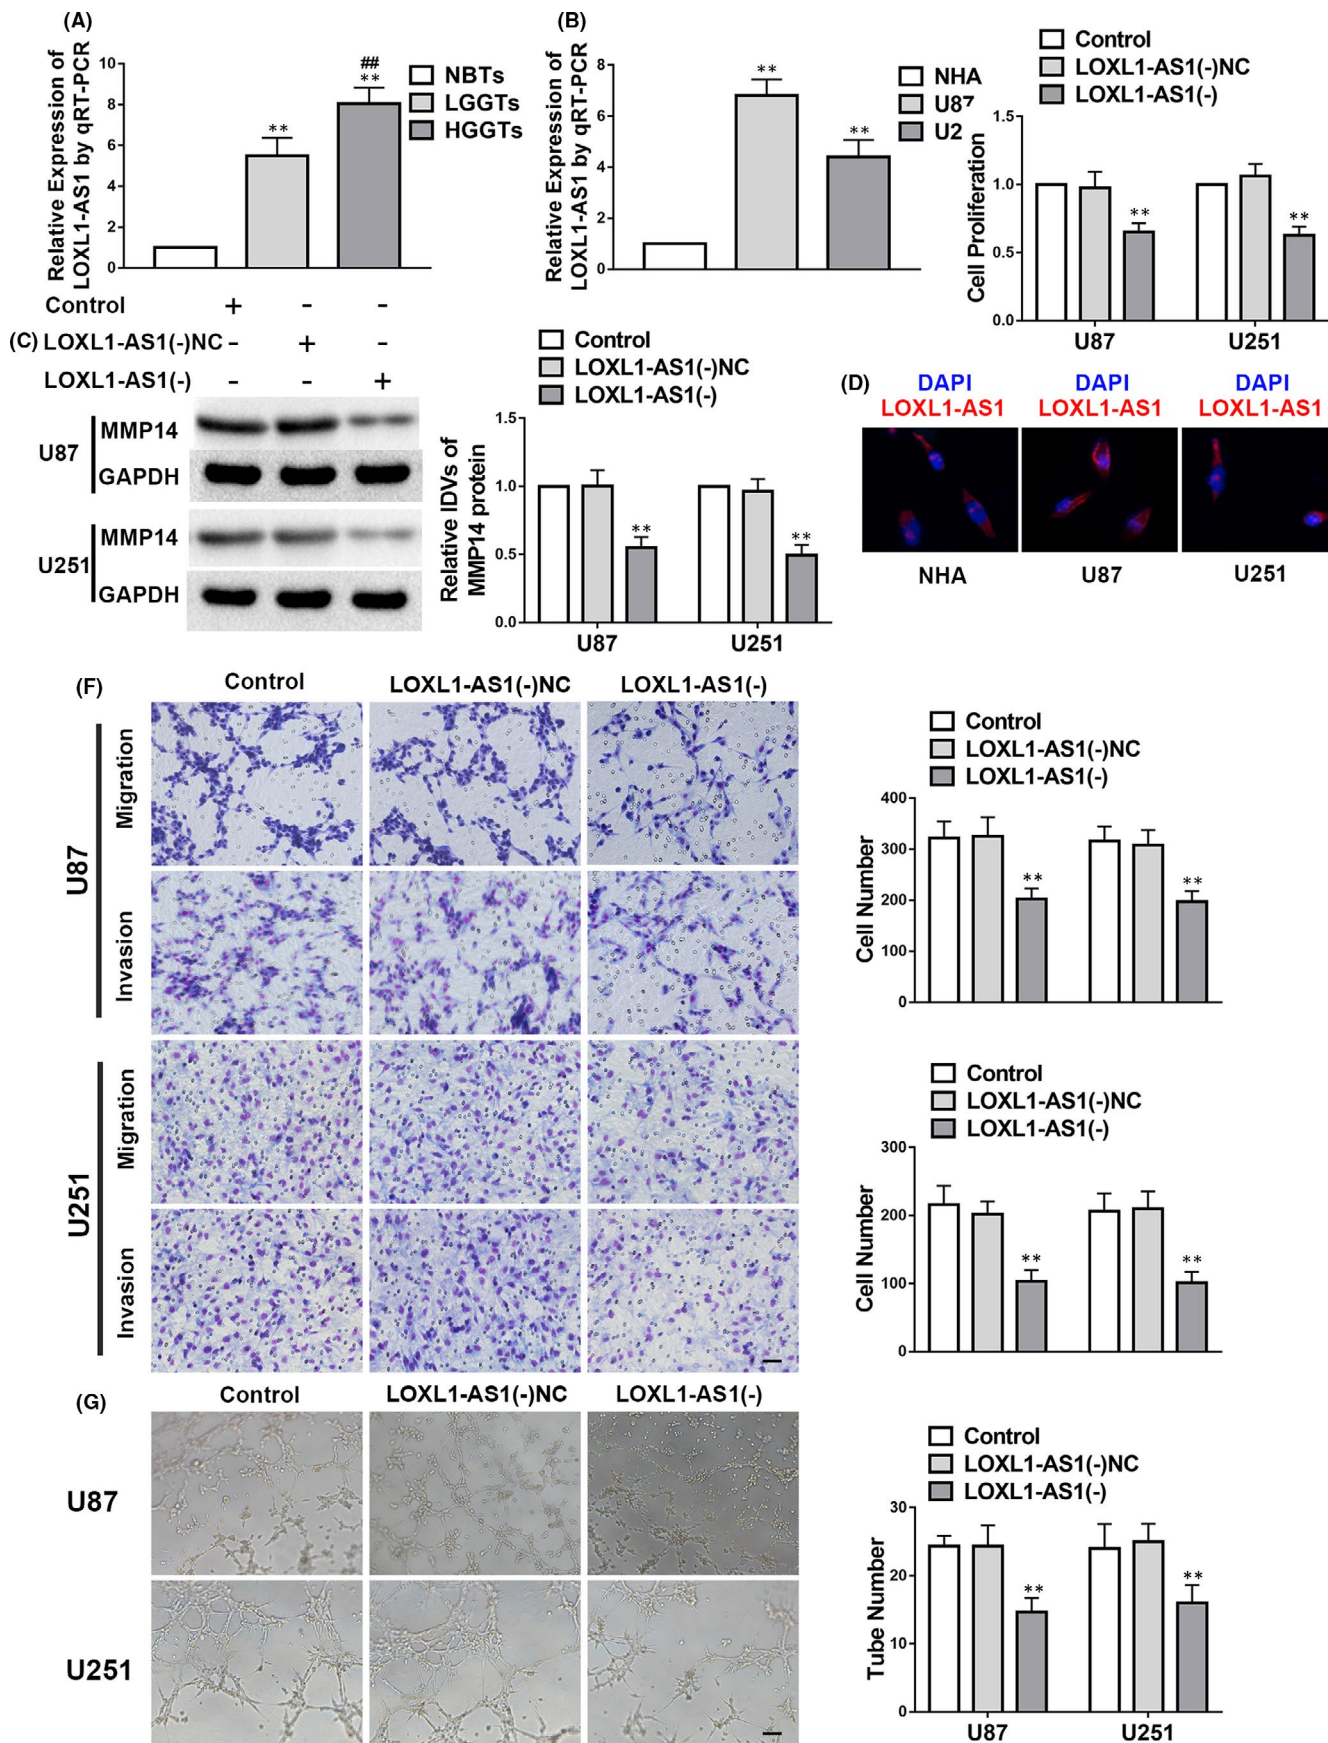 (A)
Relative Expression of
LOXL1-AS1 by qRT-PCR
10
8
6
4
2
0
**
##
**
NBTs
LGGTs
HGGTs
(B)
Relative Expression of
LOXL1-AS1 by qRT-PCR
8
6
4
2
0
**
**
NHA
U87
U2
Control
LOXL1-AS1(-)NC
LOXL1-AS1(-)
Cell Proliferation
1.5
1.0
0.5
0.0
**
**
U87 U251
Control + - -
(C) LOXL1-AS1(-)NC - + -
LOXL1-AS1(-) - - +
U87
MMP14
GAPDH
U251
MMP14
GAPDH
Control
LOXL1-AS1(-)NC
LOXL1-AS1(-)
Relative IDVs of
MMP14 protein
1.5
1.0
0.5
0.0
**
**
U87 U251
(D)
DAPI DAPI DAPI
LOXL1-AS1 LOXL1-AS1 LOXL1-AS1
NHA U87 U251
(F)
Control LOXL1-AS1(-)NC LOXL1-AS1(-)
U87
Migration
Invasion
U251
Migration
Invasion
Control
LOXL1-AS1(-)NC
LOXL1-AS1(-)
Cell Number
400
300
200
100
0
**
**
Control
LOXL1-AS1(-)NC
LOXL1-AS1(-)
Cell Number
300
200
100
0
**
**
(G)
Control LOXL1-AS1(-)NC LOXL1-AS1(-)
U87
U251
Control
LOXL1-AS1(-)NC
LOXL1-AS1(-)
Tube Number
30
20
10
0
**
**
U87 U251